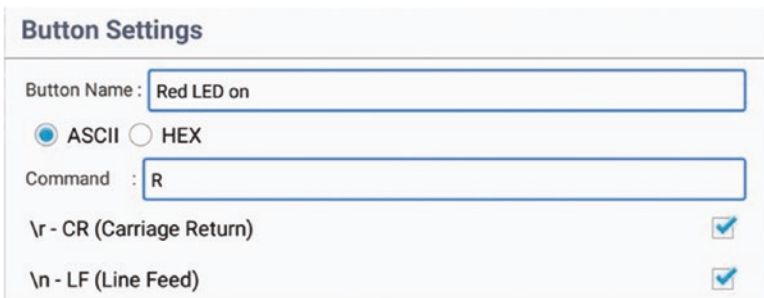 Button Settings
Button Name : Red LED on
ASCII HEX
Command : R
\r - CR (Carriage Return)
\n - LF (Line Feed)